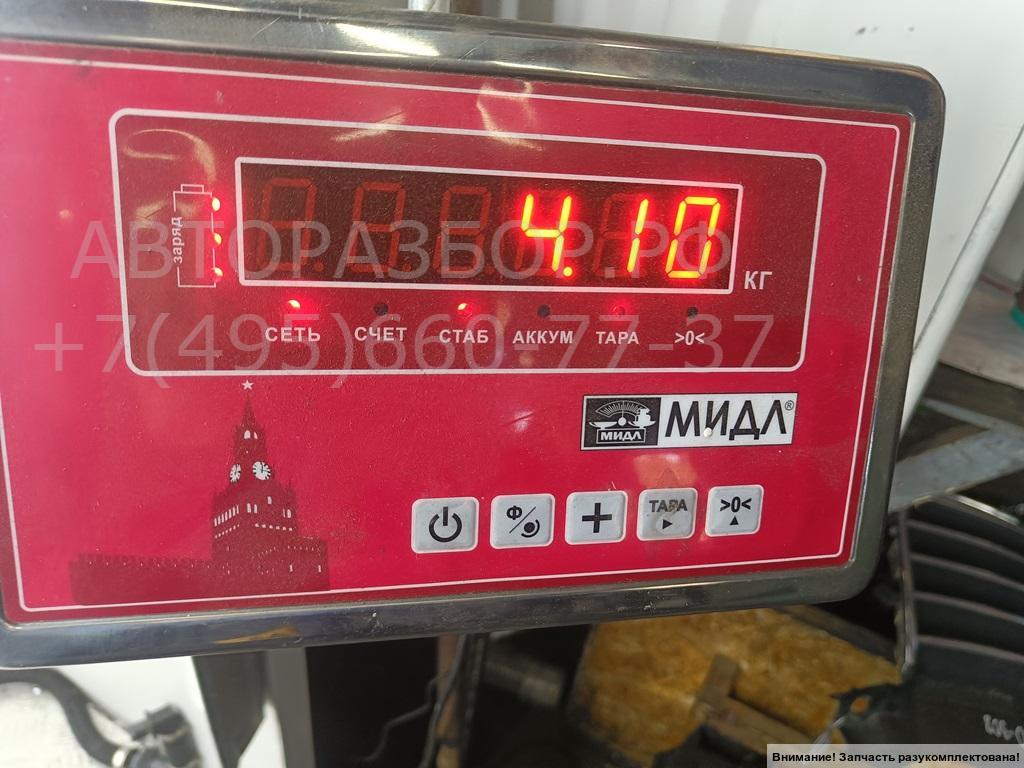 4.10
КГ
заряд
СЕТЬ СЧЕТ СТАБ АККУМ ТАРА >0<
АВТОРАЗБОР.РФ
+7(495)660-77-37
МИДЛ МИДЛ®
Ф/ + ТАРА >0<
Внимание! Запчасть разукомплектована!